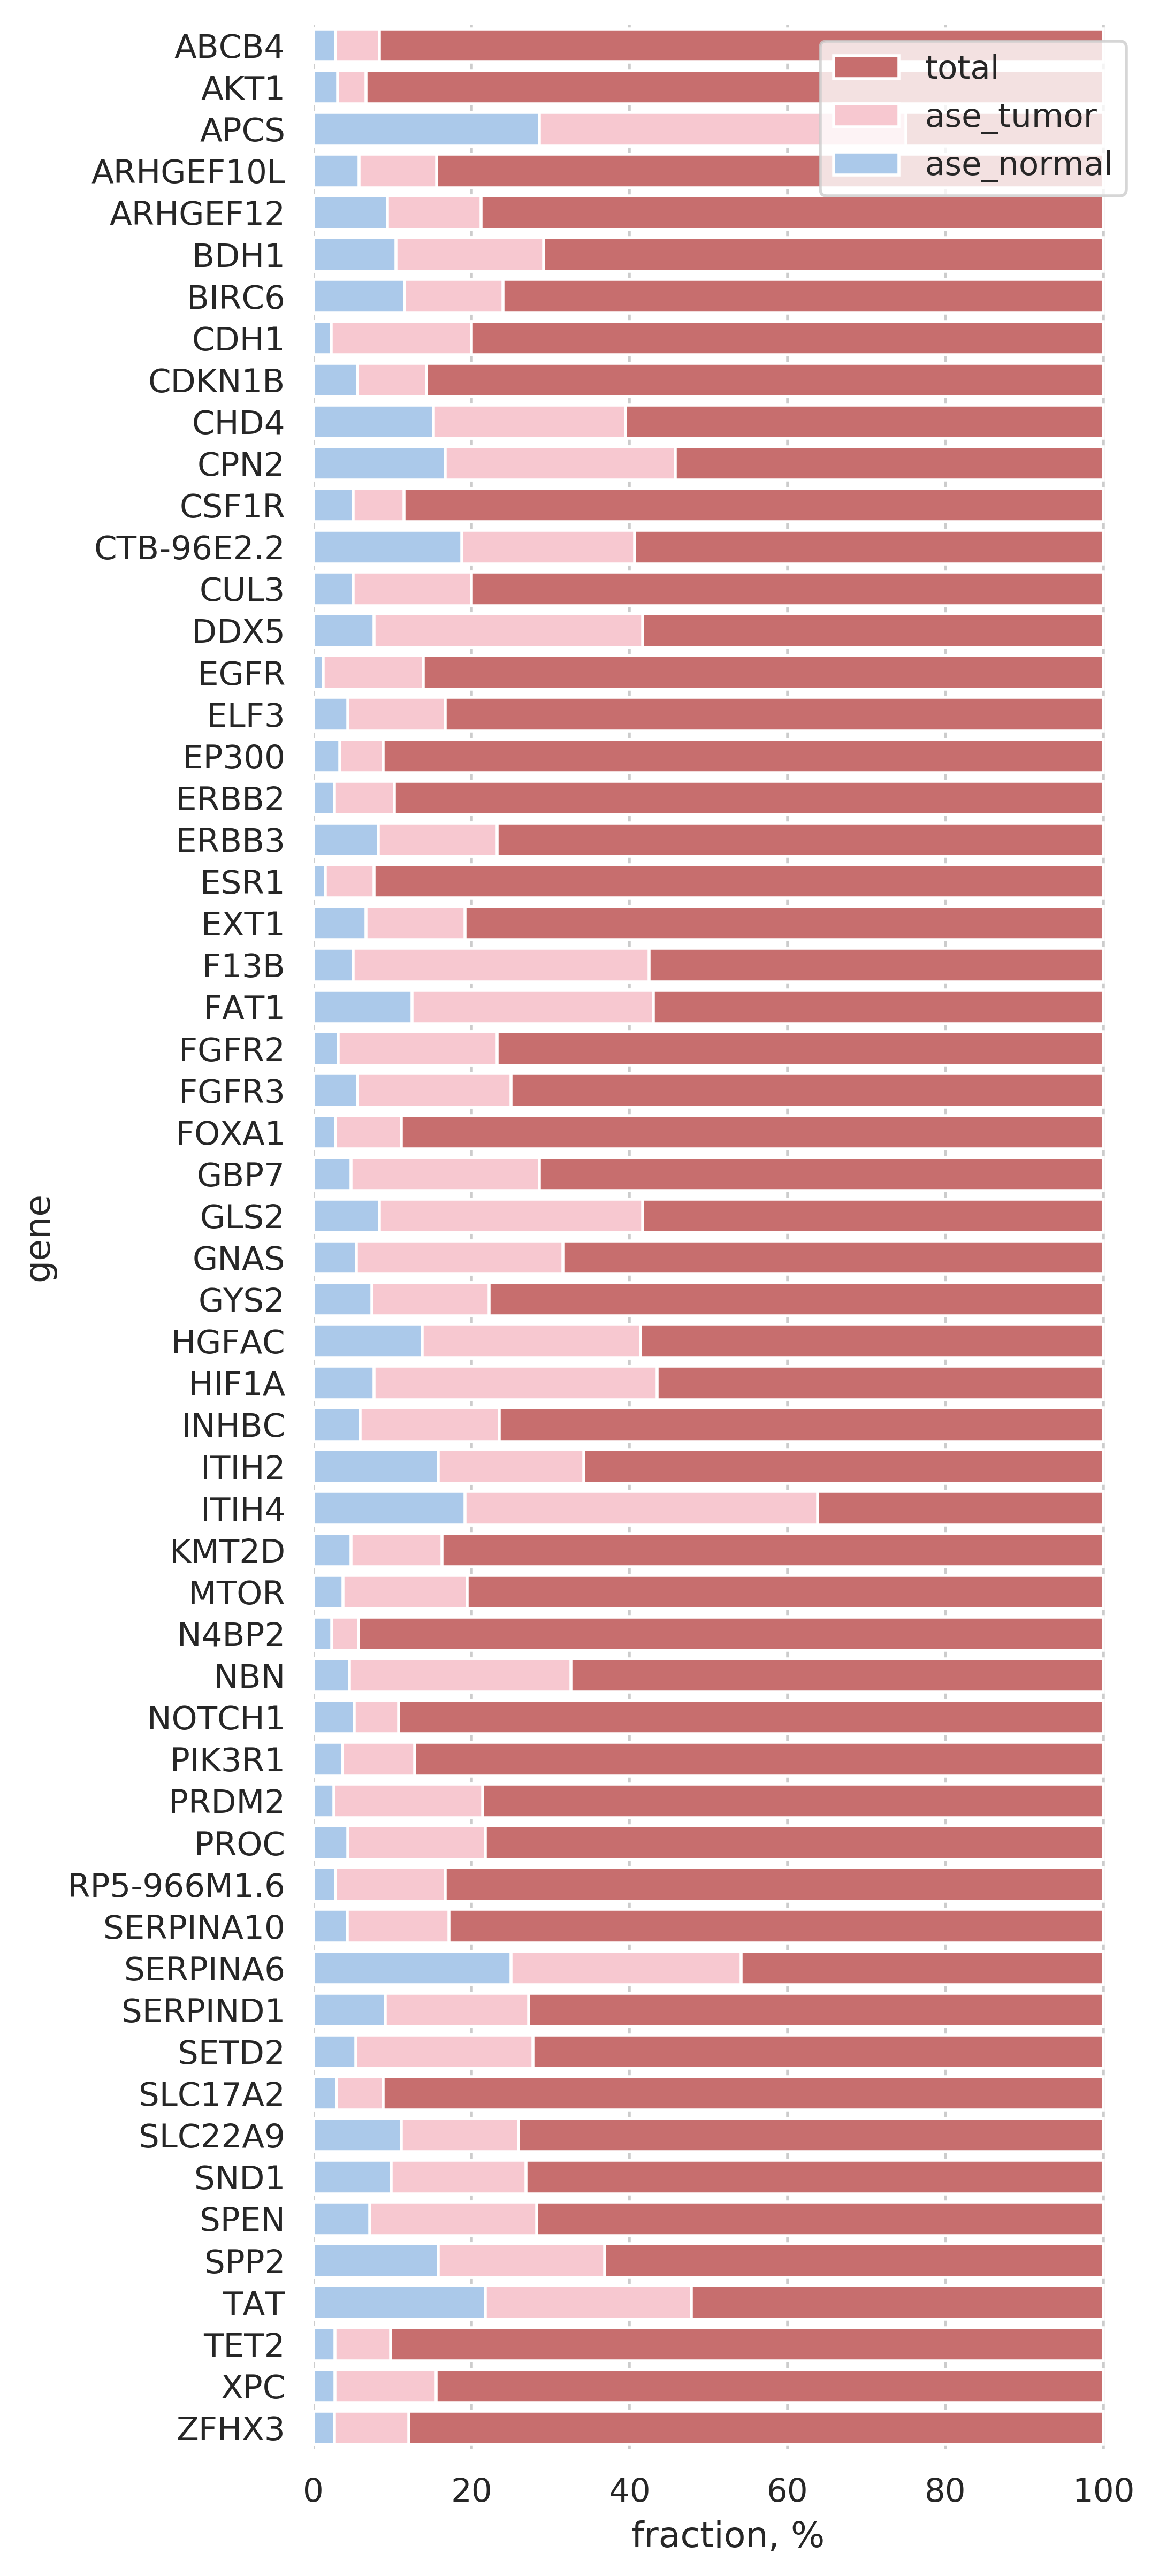 total
ase_tumor
ase_normal
gene
ABCB4
AKT1
APCS
ARHGEF10L
ARHGEF12
BDH1
BIRC6
CDH1
CDKN1B
CHD4
CPN2
CSF1R
CTB-96E2.2
CUL3
DDX5
EGFR
ELF3
EP300
ERBB2
ERBB3
ESR1
EXT1
F13B
FAT1
FGFR2
FGFR3
FOXA1
GBP7
GLS2
GNAS
GYS2
HGFAC
HIF1A
INHBC
ITIH2
ITIH4
KMT2D
MTOR
N4BP2
NBN
NOTCH1
PIK3R1
PRDM2
PROC
RP5-966M1.6
SERPINA10
SERPINA6
SERPIND1
SETD2
SLC17A2
SLC22A9
SND1
SPEN
SPP2
TAT
TET2
XPC
ZFHX3
0 20 40 60 80 100
fraction, %